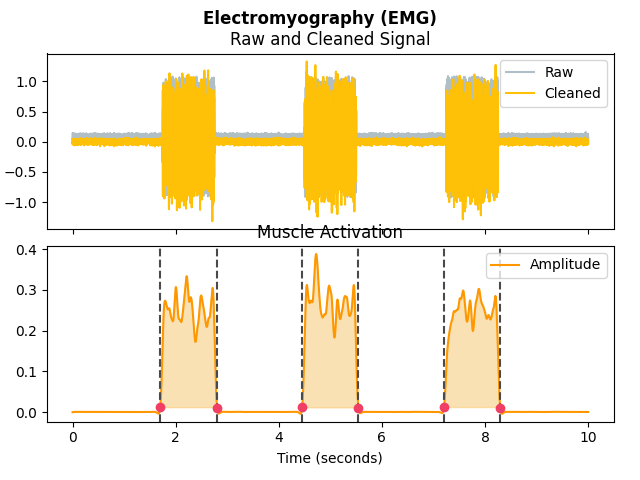 Electromyography (EMG)
Raw and Cleaned Signal
Raw
Cleaned
1.0
0.5
0.0
−0.5
−1.0
Muscle Activation
Amplitude
0.4
0.3
0.2
0.1
0.0
0 2 4 6 8 10
Time (seconds)